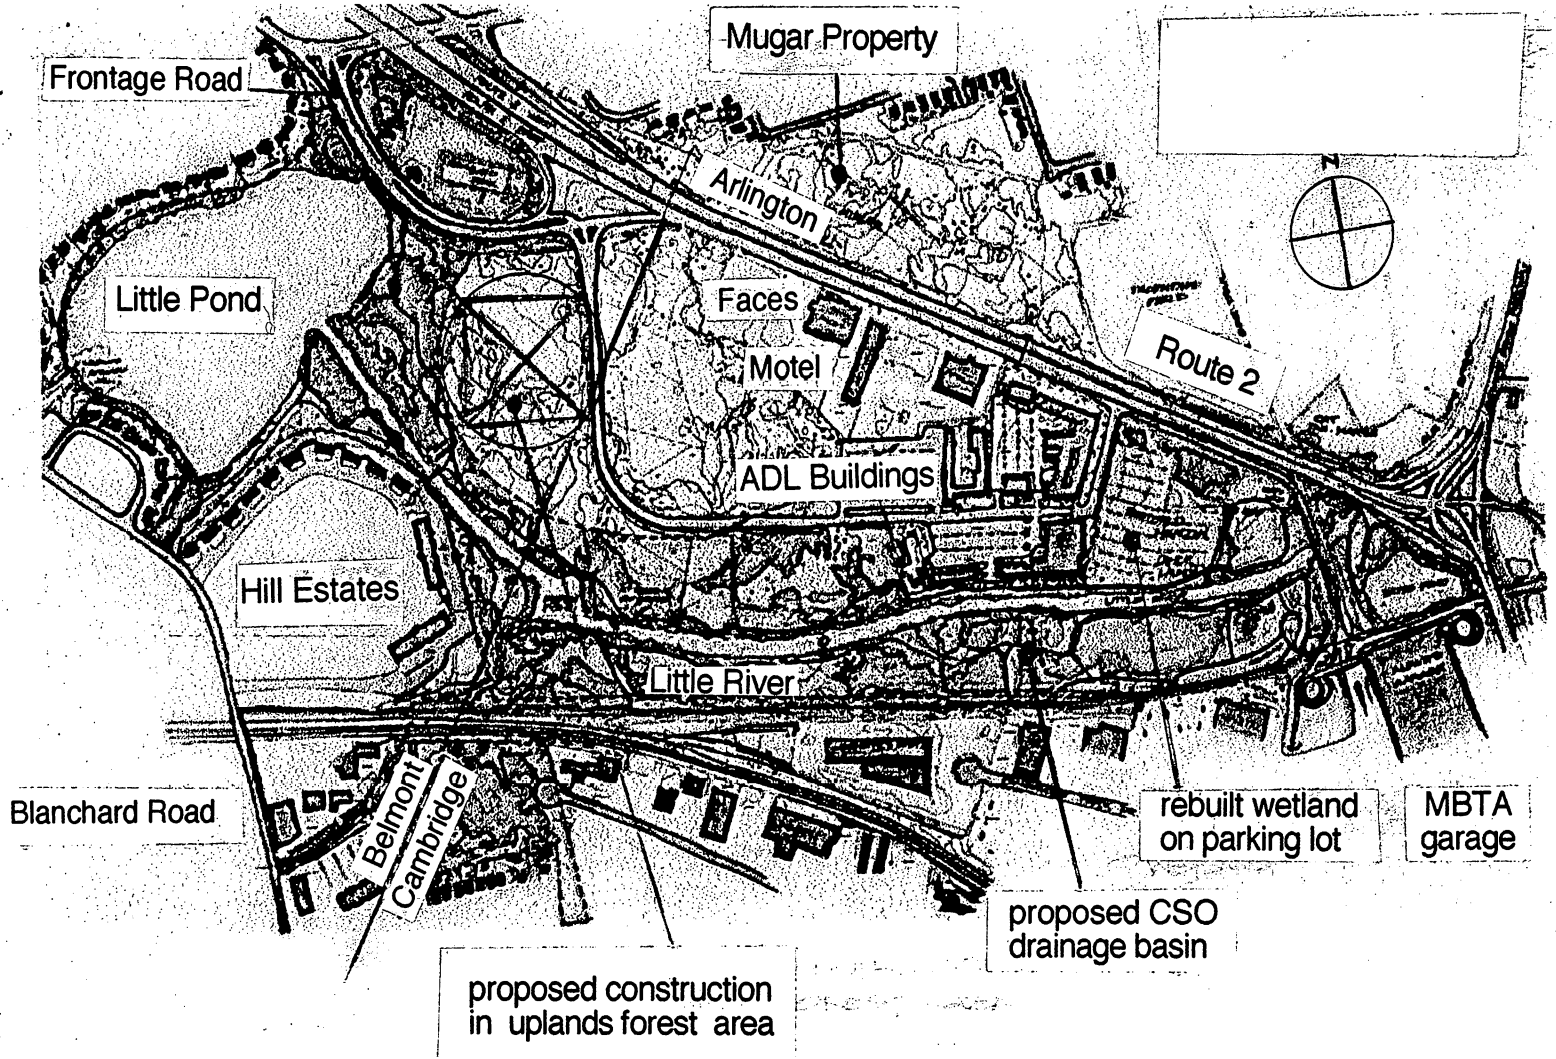 Mugar Property
Frontage Road
N
Arlington
Little Pond
Faces
Route 2
Motel
ADL Buildings
Hill Estates
Little River
Blanchard Road
Belmont
Cambridge
rebuilt wetland
on parking lot
MBTA
garage
proposed CSO
drainage basin
proposed construction
in uplands forest area